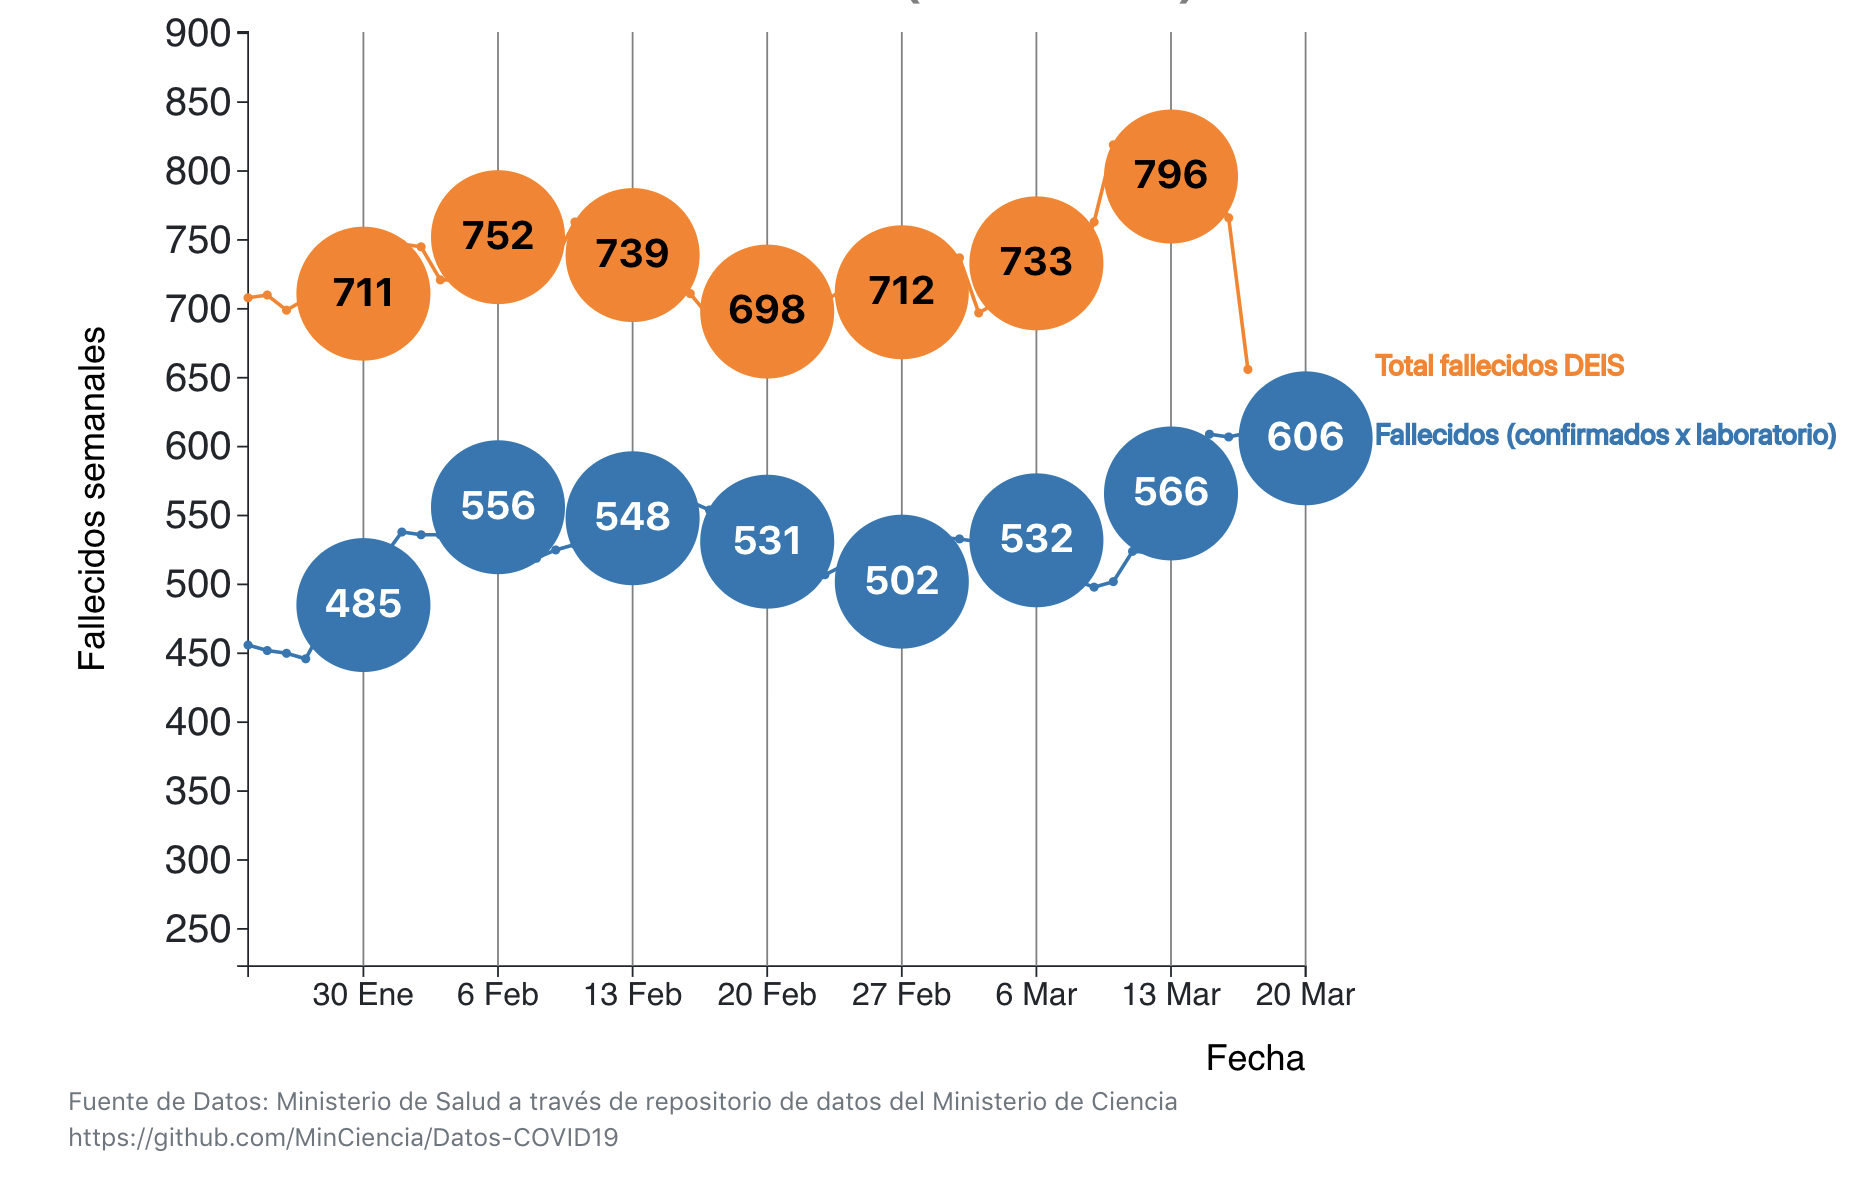 900
850
800
750
700
650
600
550
500
450
400
350
300
250
Fallecidos semanales
711
752
739
698
712
733
796
485
556
548
531
502
532
566
606
Total fallecidos DEIS
Fallecidos (confirmados x laboratorio)
30 Ene
6 Feb
13 Feb
20 Feb
27 Feb
6 Mar
13 Mar
20 Mar
Fecha
Fuente de Datos: Ministerio de Salud a través de repositorio de datos del Ministerio de Ciencia
https://github.com/MinCiencia/Datos-COVID19